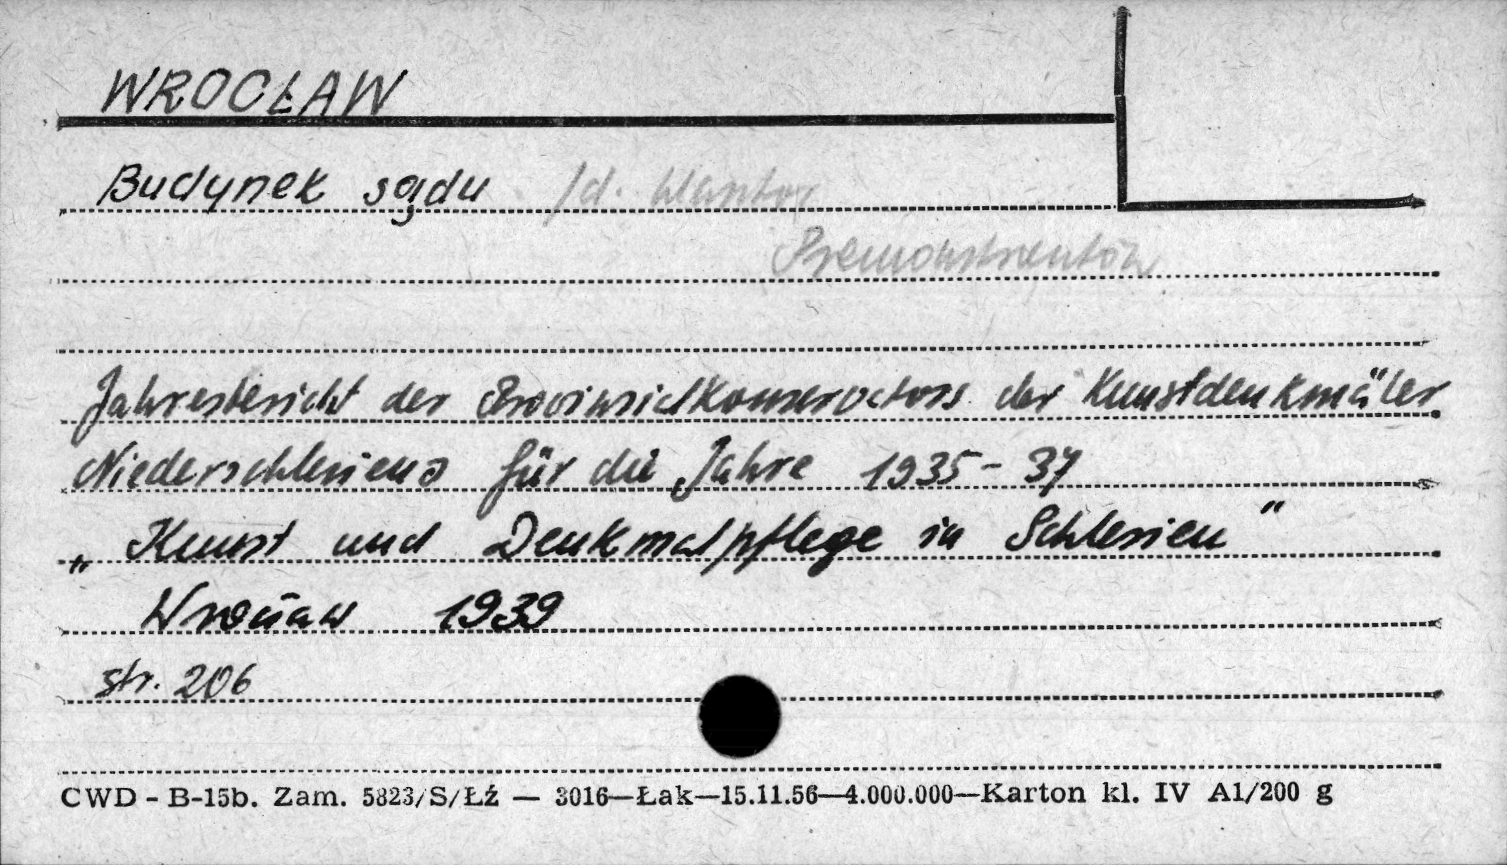 WROCŁAW
Budynek sądu /d. klasztor
Premonstrantów
Jahresbericht der Provinzialkonservators der Kunstdenkmäler
Niederschlesiens für die Jahre 1935-37
„Kunst und Denkmalpflege in Schlesien"
Wrocław 1939
str. 206
CWD - B-15b. Zam. 5823/S/Łź — 3016—Łak—15.11.56—4.000.000—Karton kl. IV A1/200 g